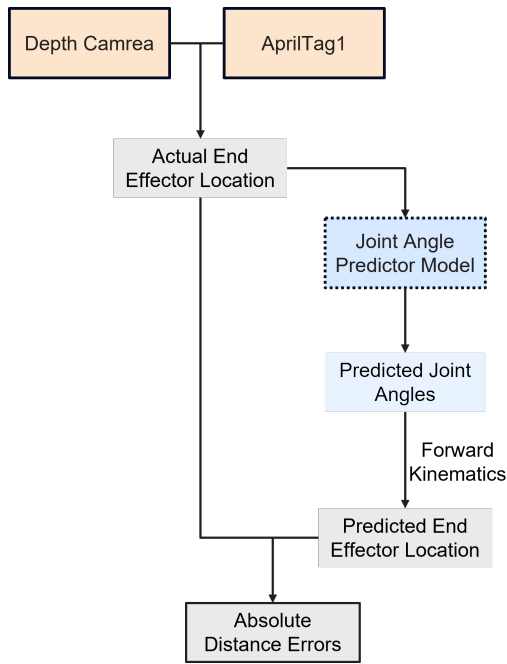 Depth Camrea
AprilTag1
Actual End
Effector Location
Joint Angle
Predictor Model
Predicted Joint
Angles
Forward
Kinematics
Predicted End
Effector Location
Absolute
Distance Errors